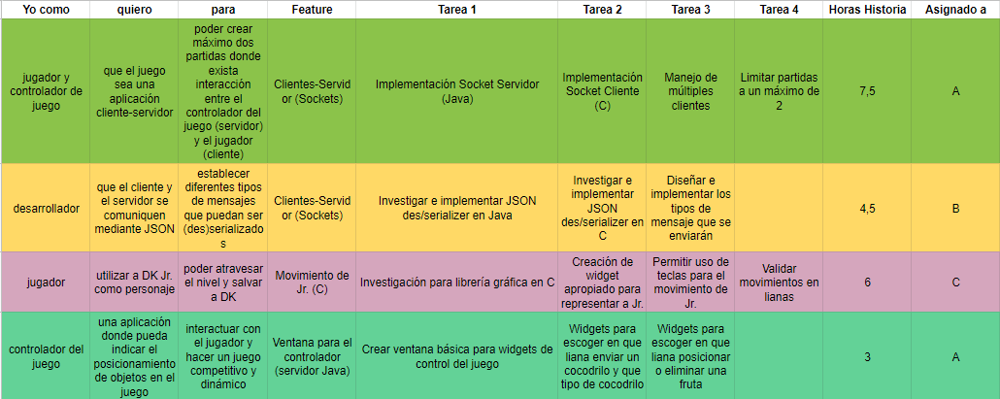 Yo como quiero para Feature Tarea 1 Tarea 2 Tarea 3 Tarea 4 Horas Historia Asignado a
jugador y
controlador de
juego
que el juego
sea una
aplicación
cliente-servidor
poder crear
máximo dos
partidas donde
exista
interacción
entre el
controlador del
juego (servidor)
y el jugador
(cliente)
Clientes-Servid
or (Sockets)
Implementación Socket Servidor
(Java)
Implementación
Socket Cliente
(C)
Manejo de
múltiples
clientes
Limitar partidas
a un máximo de
2
7,5
A
desarrollador
que el cliente y
el servidor se
comuniquen
mediante JSON
establecer
diferentes tipos
de mensajes
que puedan ser
(des)serializado
s
Clientes-Servid
or (Sockets)
Investigar e implementar JSON
des/serializer en Java
Investigar e
implementar
JSON
des/serializer en
C
Diseñar e
implementar los
tipos de
mensaje que se
enviarán
4,5
B
jugador
utilizar a DK Jr.
como personaje
poder atravesar
el nivel y salvar
a DK
Movimiento de
Jr. (C)
Investigación para librería gráfica en C
Creación de
widget
apropiado para
representar a Jr.
Permitir uso de
teclas para el
movimiento de
Jr.
Validar
movimientos en
lianas
6
C
controlador del
juego
una aplicación
donde pueda
indicar el
posicionamiento
de objetos en el
juego
interactuar con
el jugador y
hacer un juego
competitivo y
dinámico
Ventana para el
controlador
(servidor Java)
Crear ventana básica para widgets de
control del juego
Widgets para
escoger en que
liana enviar un
cocodrilo y que
tipo de cocodrilo
Widgets para
escoger en que
liana posicionar
o eliminar una
fruta
3
A